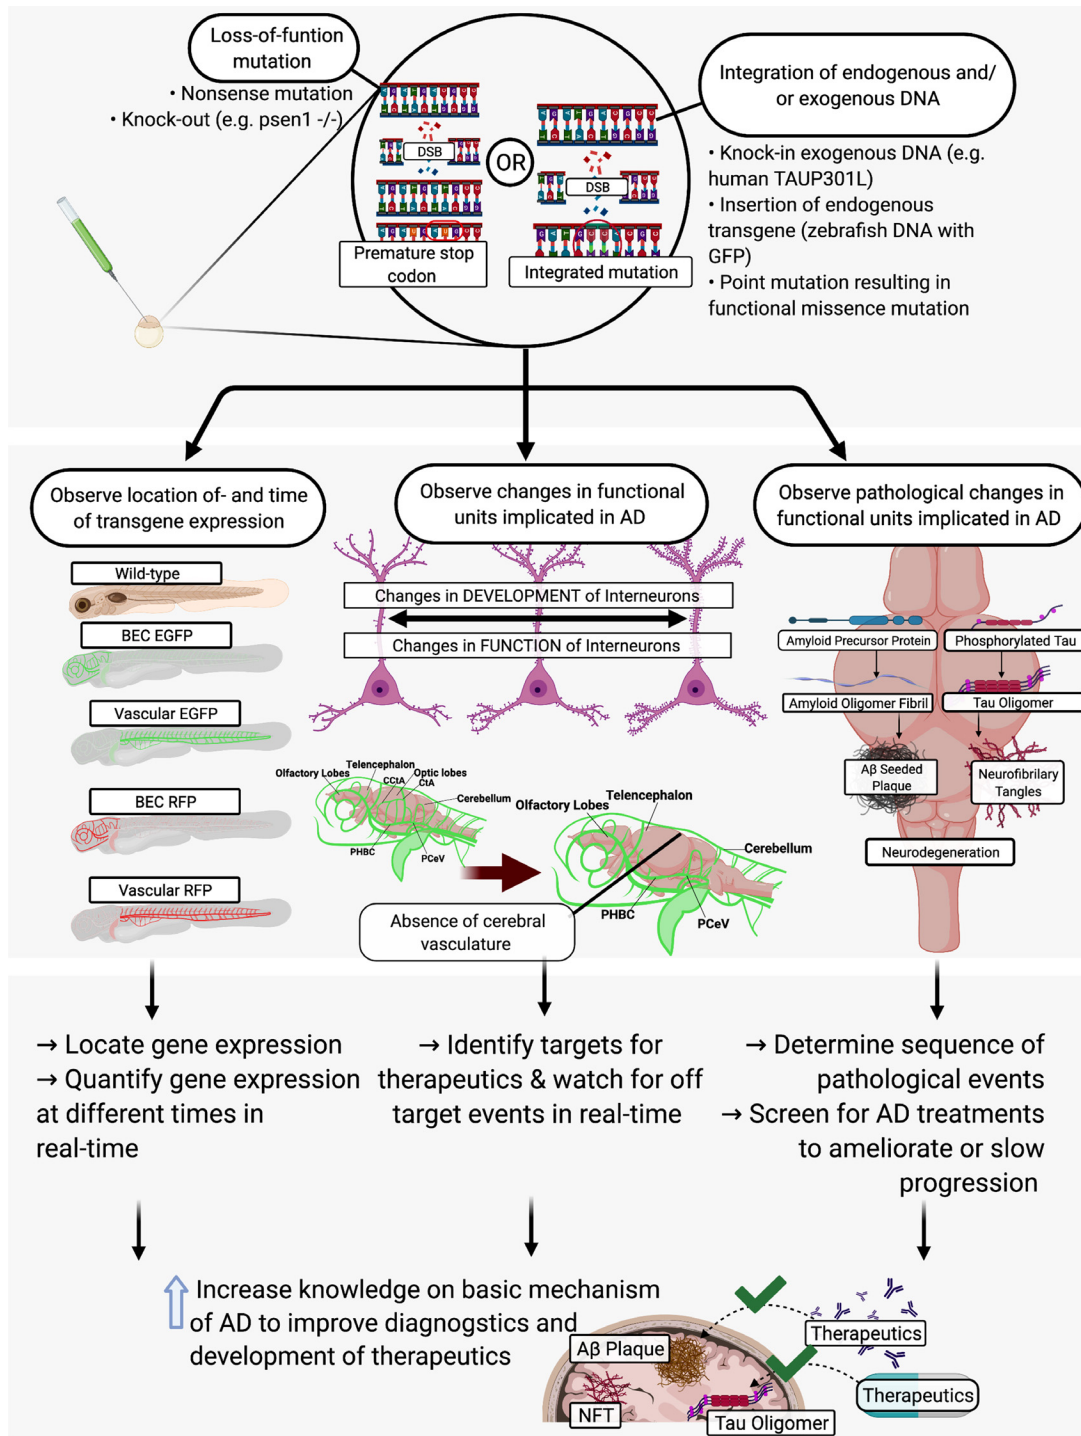 Loss-of-funtion
mutation
• Nonsense mutation
• Knock-out (e.g. psen1 -/-)
DSB
Premature stop
codon
OR
DSB
Integrated mutation
Integration of endogenous and/
or exogenous DNA
• Knock-in exogenous DNA (e.g.
human TAUP301L)
• Insertion of endogenous
transgene (zebrafish DNA with
GFP)
• Point mutation resulting in
functional missence mutation
Observe location of- and time
of transgene expression
Wild-type
BEC EGFP
Vascular EGFP
BEC RFP
Vascular RFP
Observe changes in functional
units implicated in AD
Changes in DEVELOPMENT of Interneurons
Changes in FUNCTION of Interneurons
Telencephalon
Olfactory Lobes
CCtA
Optic lobes
CtA
Cerebellum
PHBC
PCeV
Telencephalon
Olfactory Lobes
Cerebellum
PHBC
PCeV
Absence of cerebral
vasculature
Observe pathological changes in
functional units implicated in AD
Amyloid Precursor Protein
Phosphorylated Tau
Amyloid Oligomer Fibril
Tau Oligomer
Aβ Seeded
Plaque
Neurofibrilary
Tangles
Neurodegeneration
→ Locate gene expression
→ Quantify gene expression
at different times in
real-time
→ Identify targets for
therapeutics & watch for off
target events in real-time
→ Determine sequence of
pathological events
→ Screen for AD treatments
to ameliorate or slow
progression
Increase knowledge on basic mechanism
of AD to improve diagnogstics and
development of therapeutics
Aβ Plaque
NFT
Tau Oligomer
Therapeutics
Therapeutics